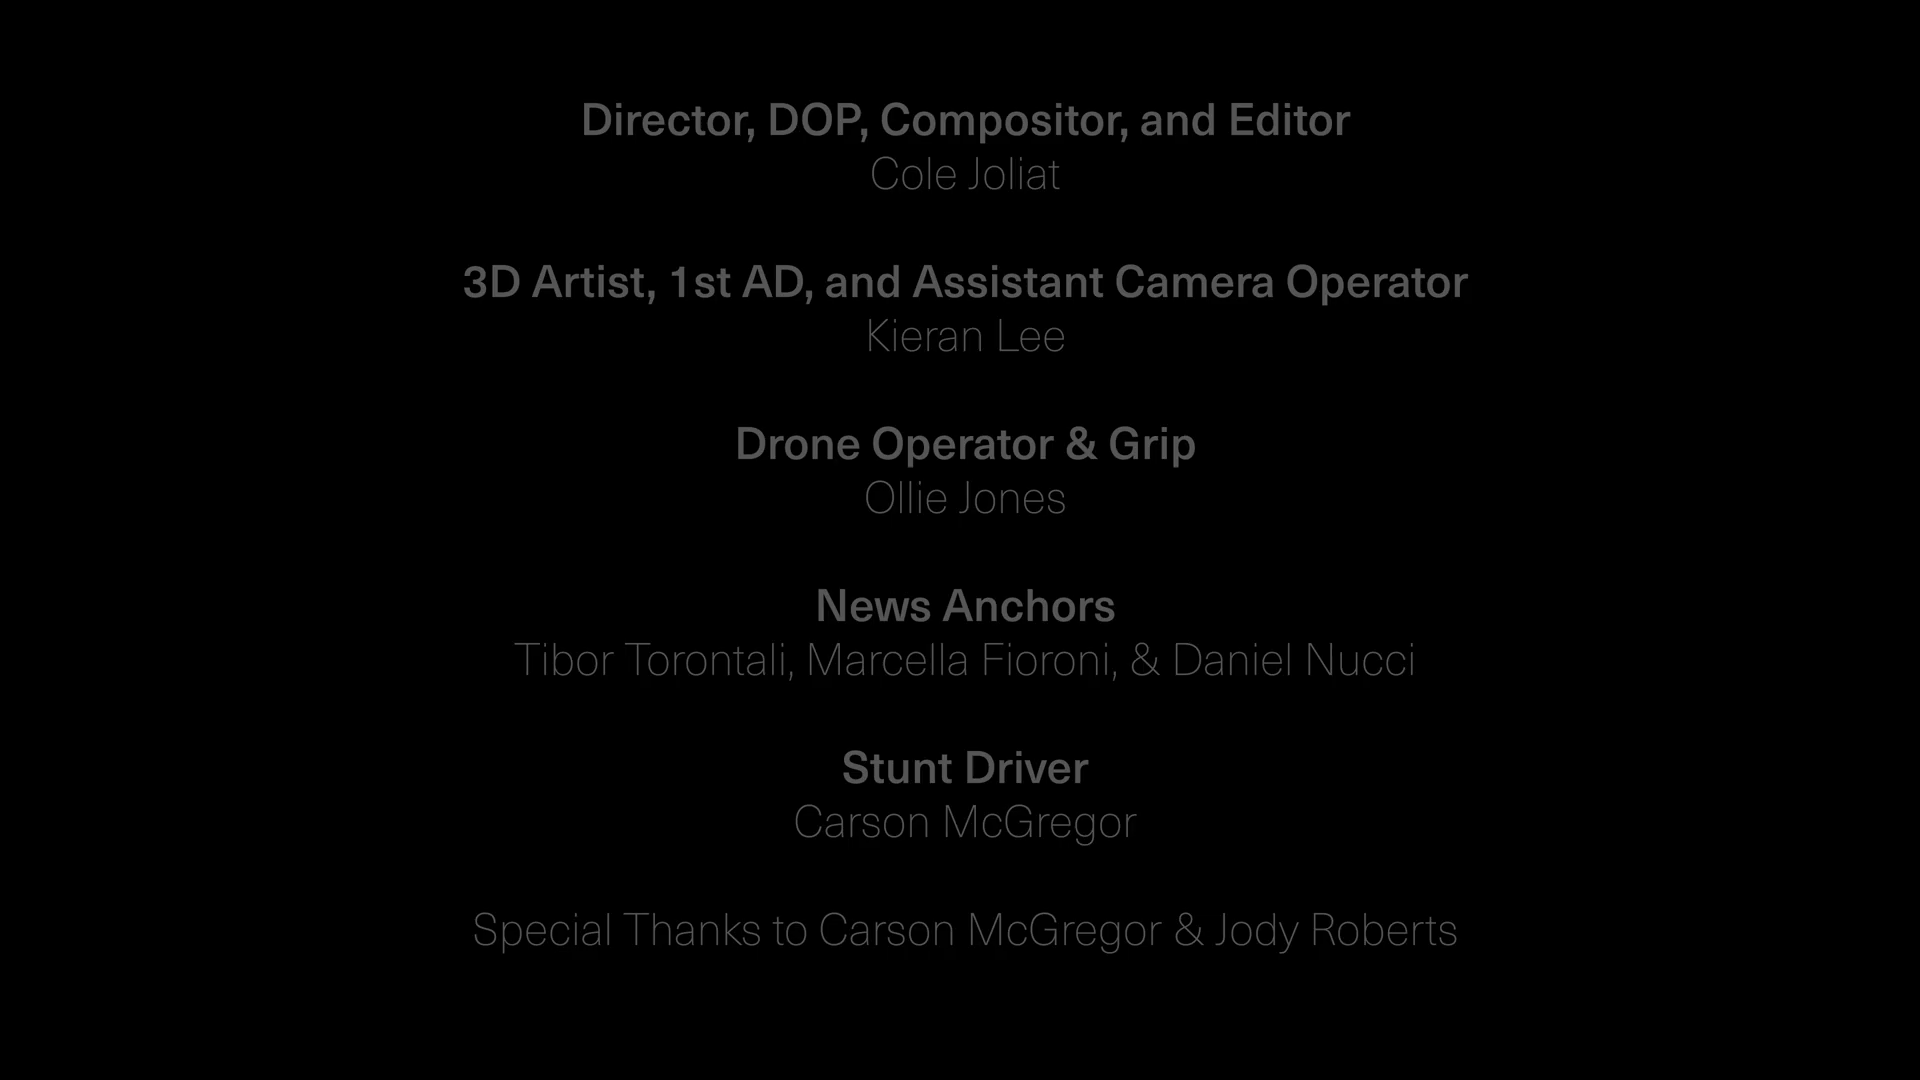 Director, DOP, Compositor, and Editor
Cole Joliat
3D Artist, 1st AD, and Assistant Camera Operator
Kieran Lee
Drone Operator & Grip
Ollie Jones
News Anchors
Tibor Torontali, Marcella Fioroni, & Daniel Nucci
Stunt Driver
Carson McGregor
Special Thanks to Carson McGregor & Jody Roberts